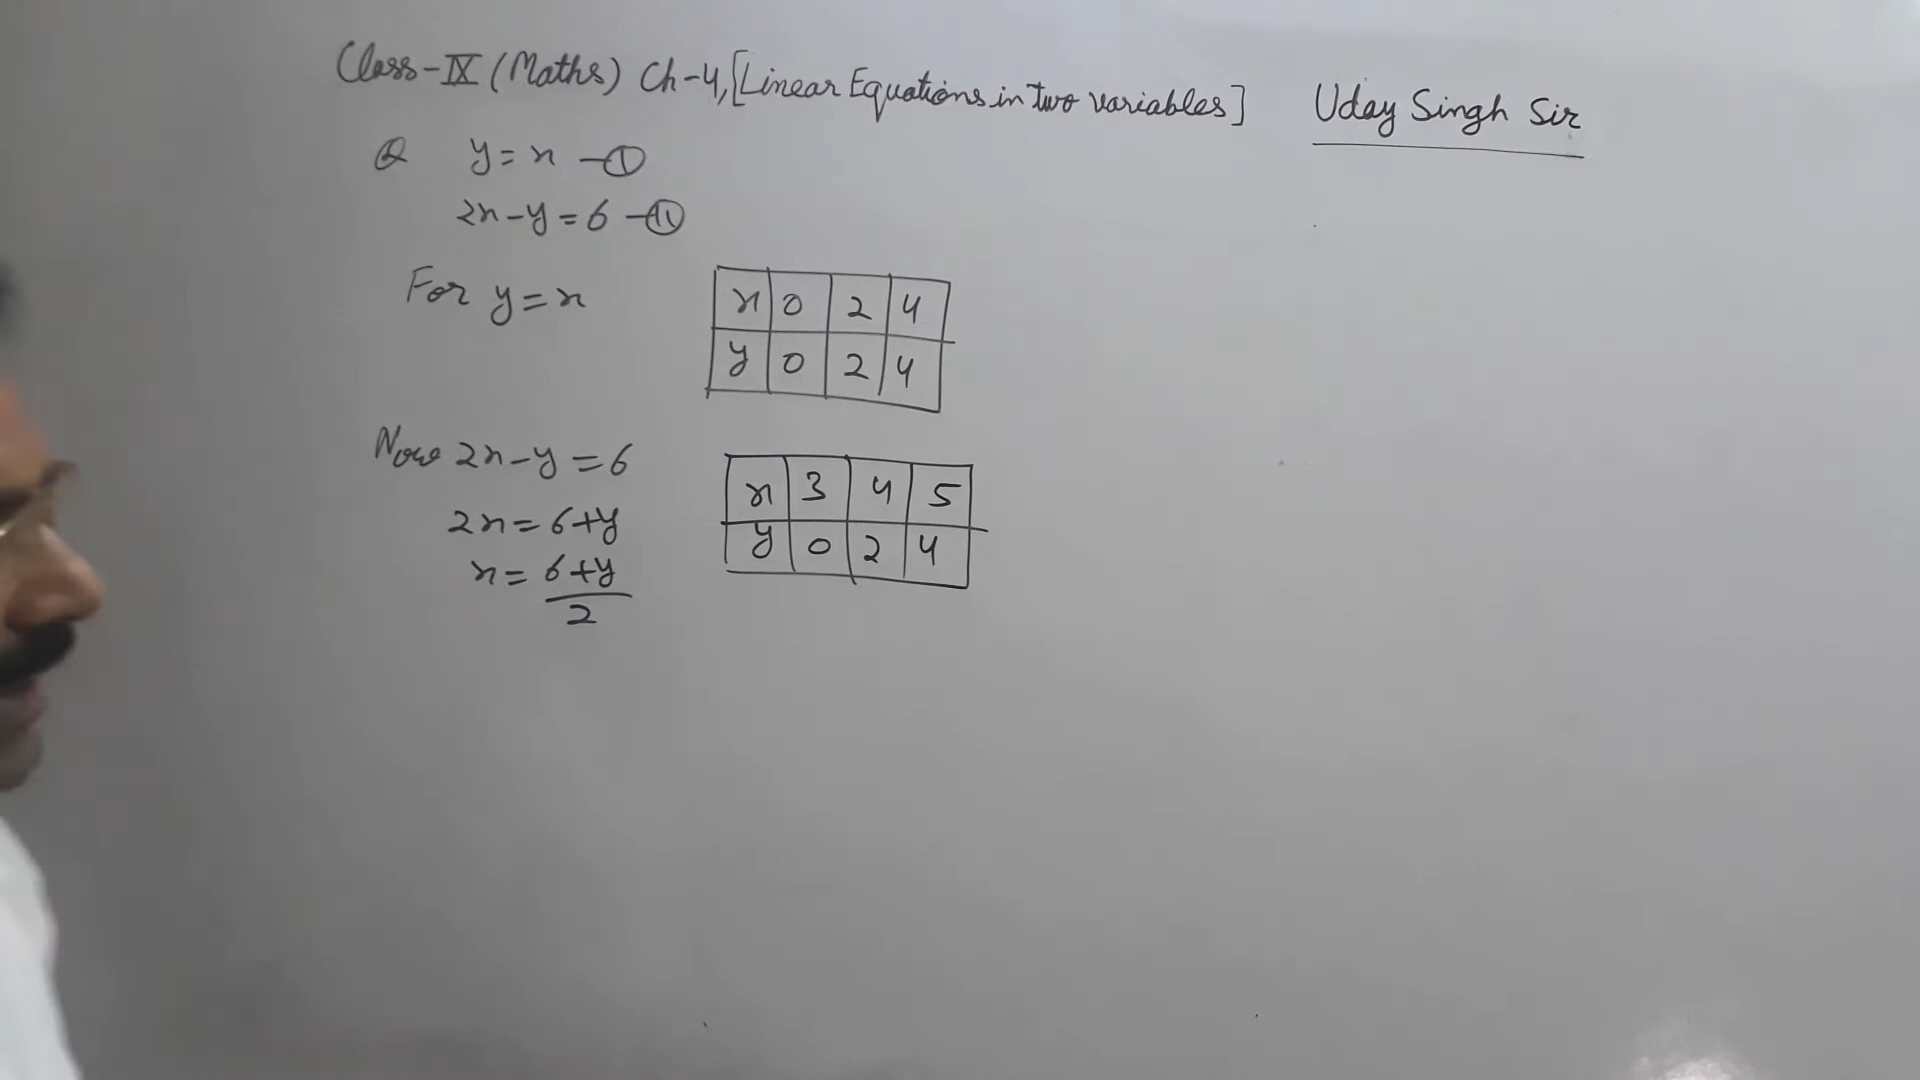 Class-IX (Maths) Ch-4, [Linear Equations in two variables] Uday Singh Sir
Q y = x —①
2x - y = 6 —⑪
For y = x
x 0 2 4
y 0 2 4
Now 2x - y = 6
2x = 6+y
x = 6+y
2
x 3 4 5
y 0 2 4